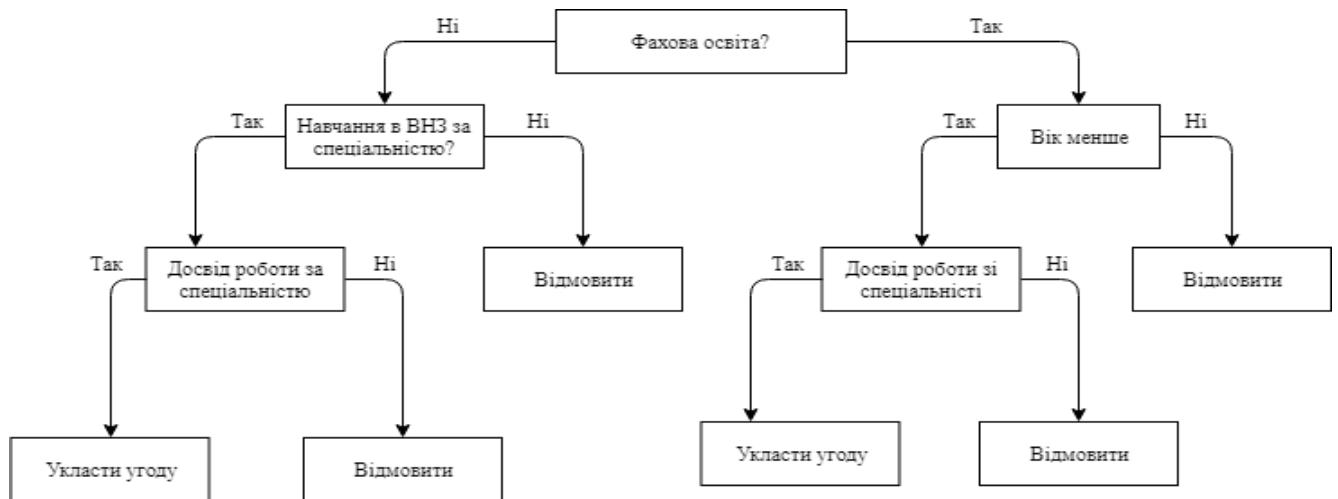 Ні
Фахова освіта?
Так
Так
Навчання в ВНЗ за
спеціальністю?
Ні
Так
Вік менше
Ні
Так
Досвід роботи за
спеціальністю
Ні
Відмовити
Так
Досвід роботи зі
спеціальністі
Ні
Відмовити
Укласти угоду
Відмовити
Укласти угоду
Відмовити